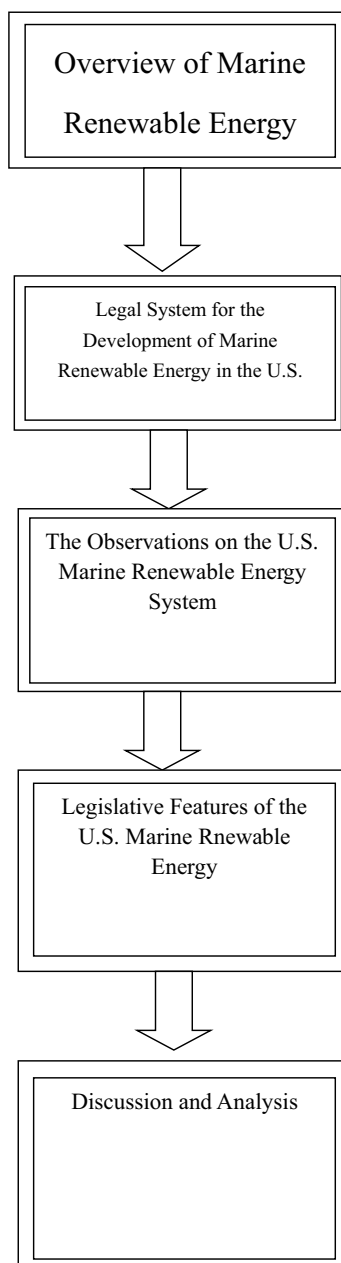 Overview of Marine
Renewable Energy
Legal System for the
Development of Marine
Renewable Energy in the U.S.
The Observations on the U.S.
Marine Renewable Energy
System
Legislative Features of the
U.S. Marine Rnewable
Energy
Discussion and Analysis